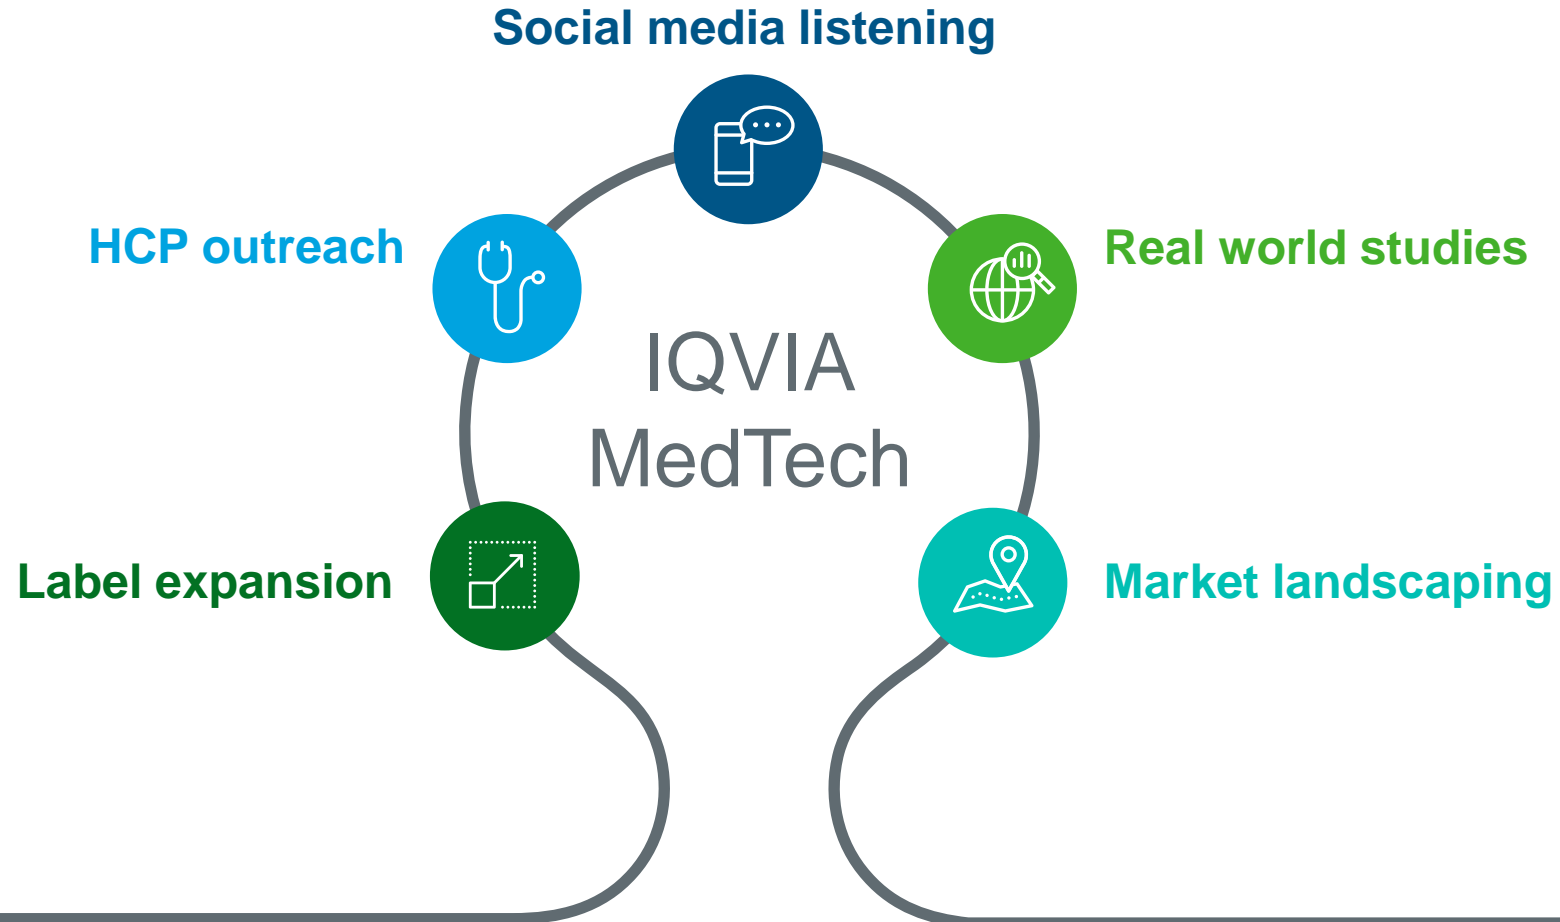 Social media listening
HCP outreach
Real world studies
IQVIA
MedTech
Label expansion
Market landscaping